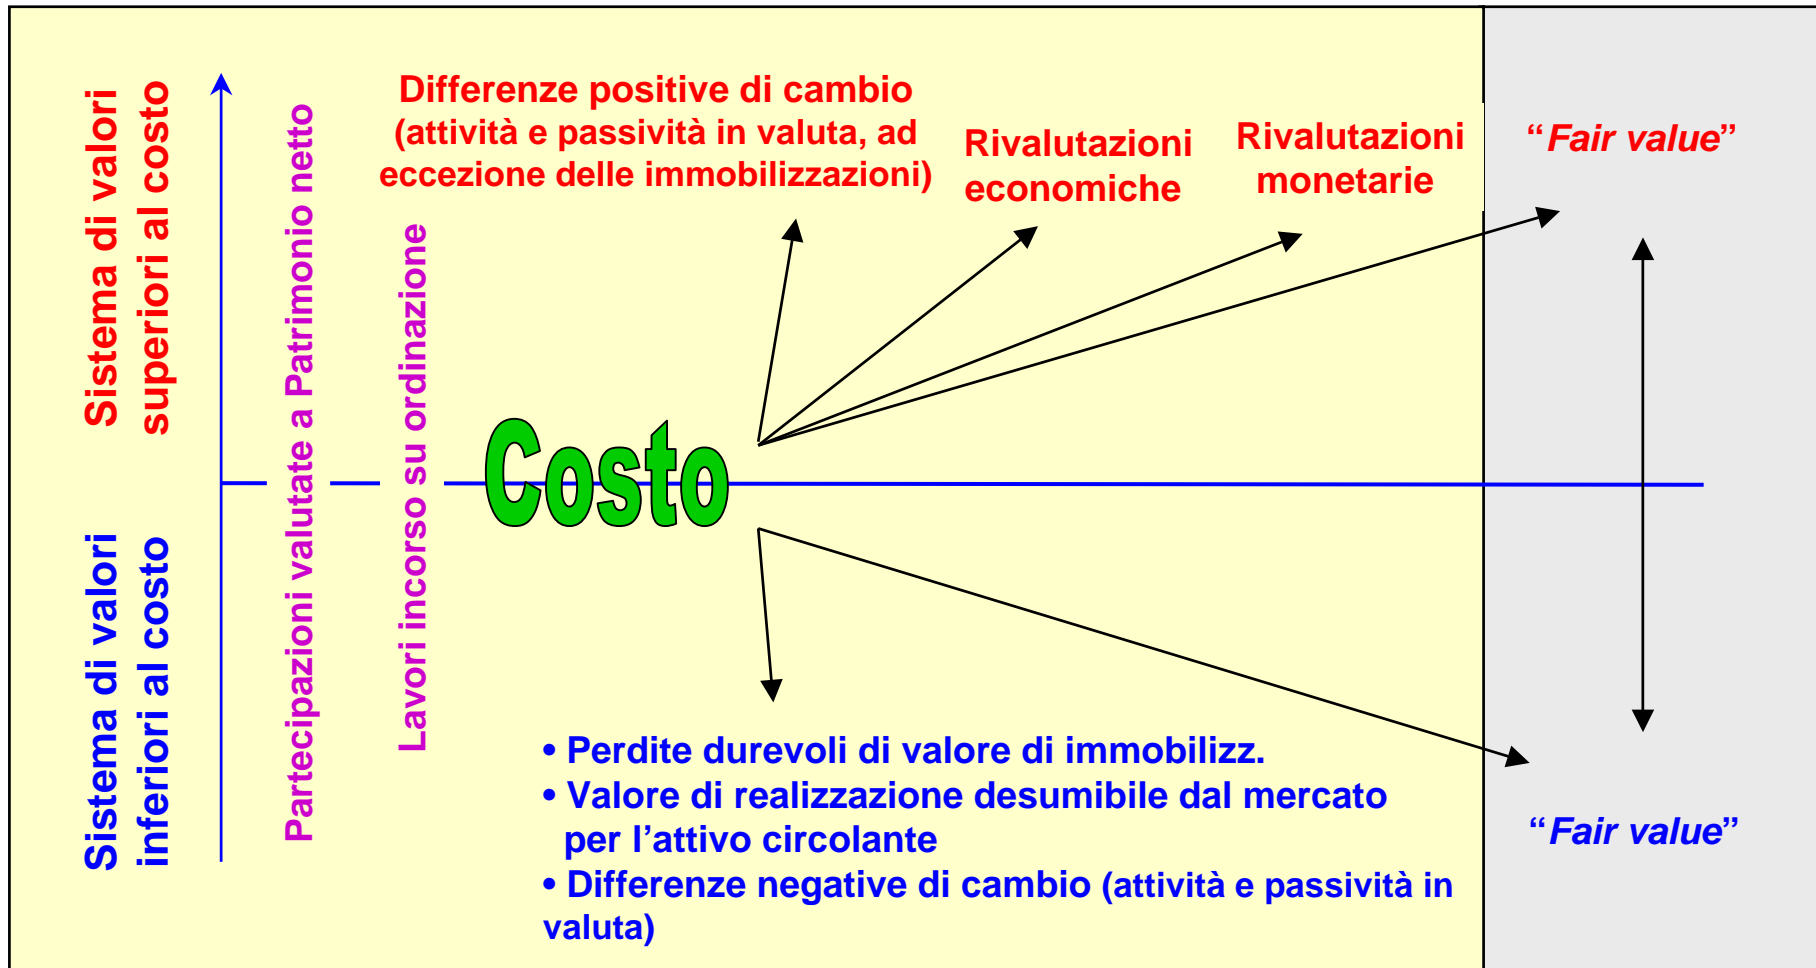 Sistema di valori
superiori al costo
Sistema di valori
inferiori al costo
Partecipazioni valutate a Patrimonio netto
Lavori incorso su ordinazione
Differenze positive di cambio
(attività e passività in valuta, ad
eccezione delle immobilizzazioni)
Rivalutazioni
economiche
Rivalutazioni
monetarie
“Fair value”
Costo
• Perdite durevoli di valore di immobilizz.
• Valore di realizzazione desumibile dal mercato
per l’attivo circolante
• Differenze negative di cambio (attività e passività in
valuta)
“Fair value”